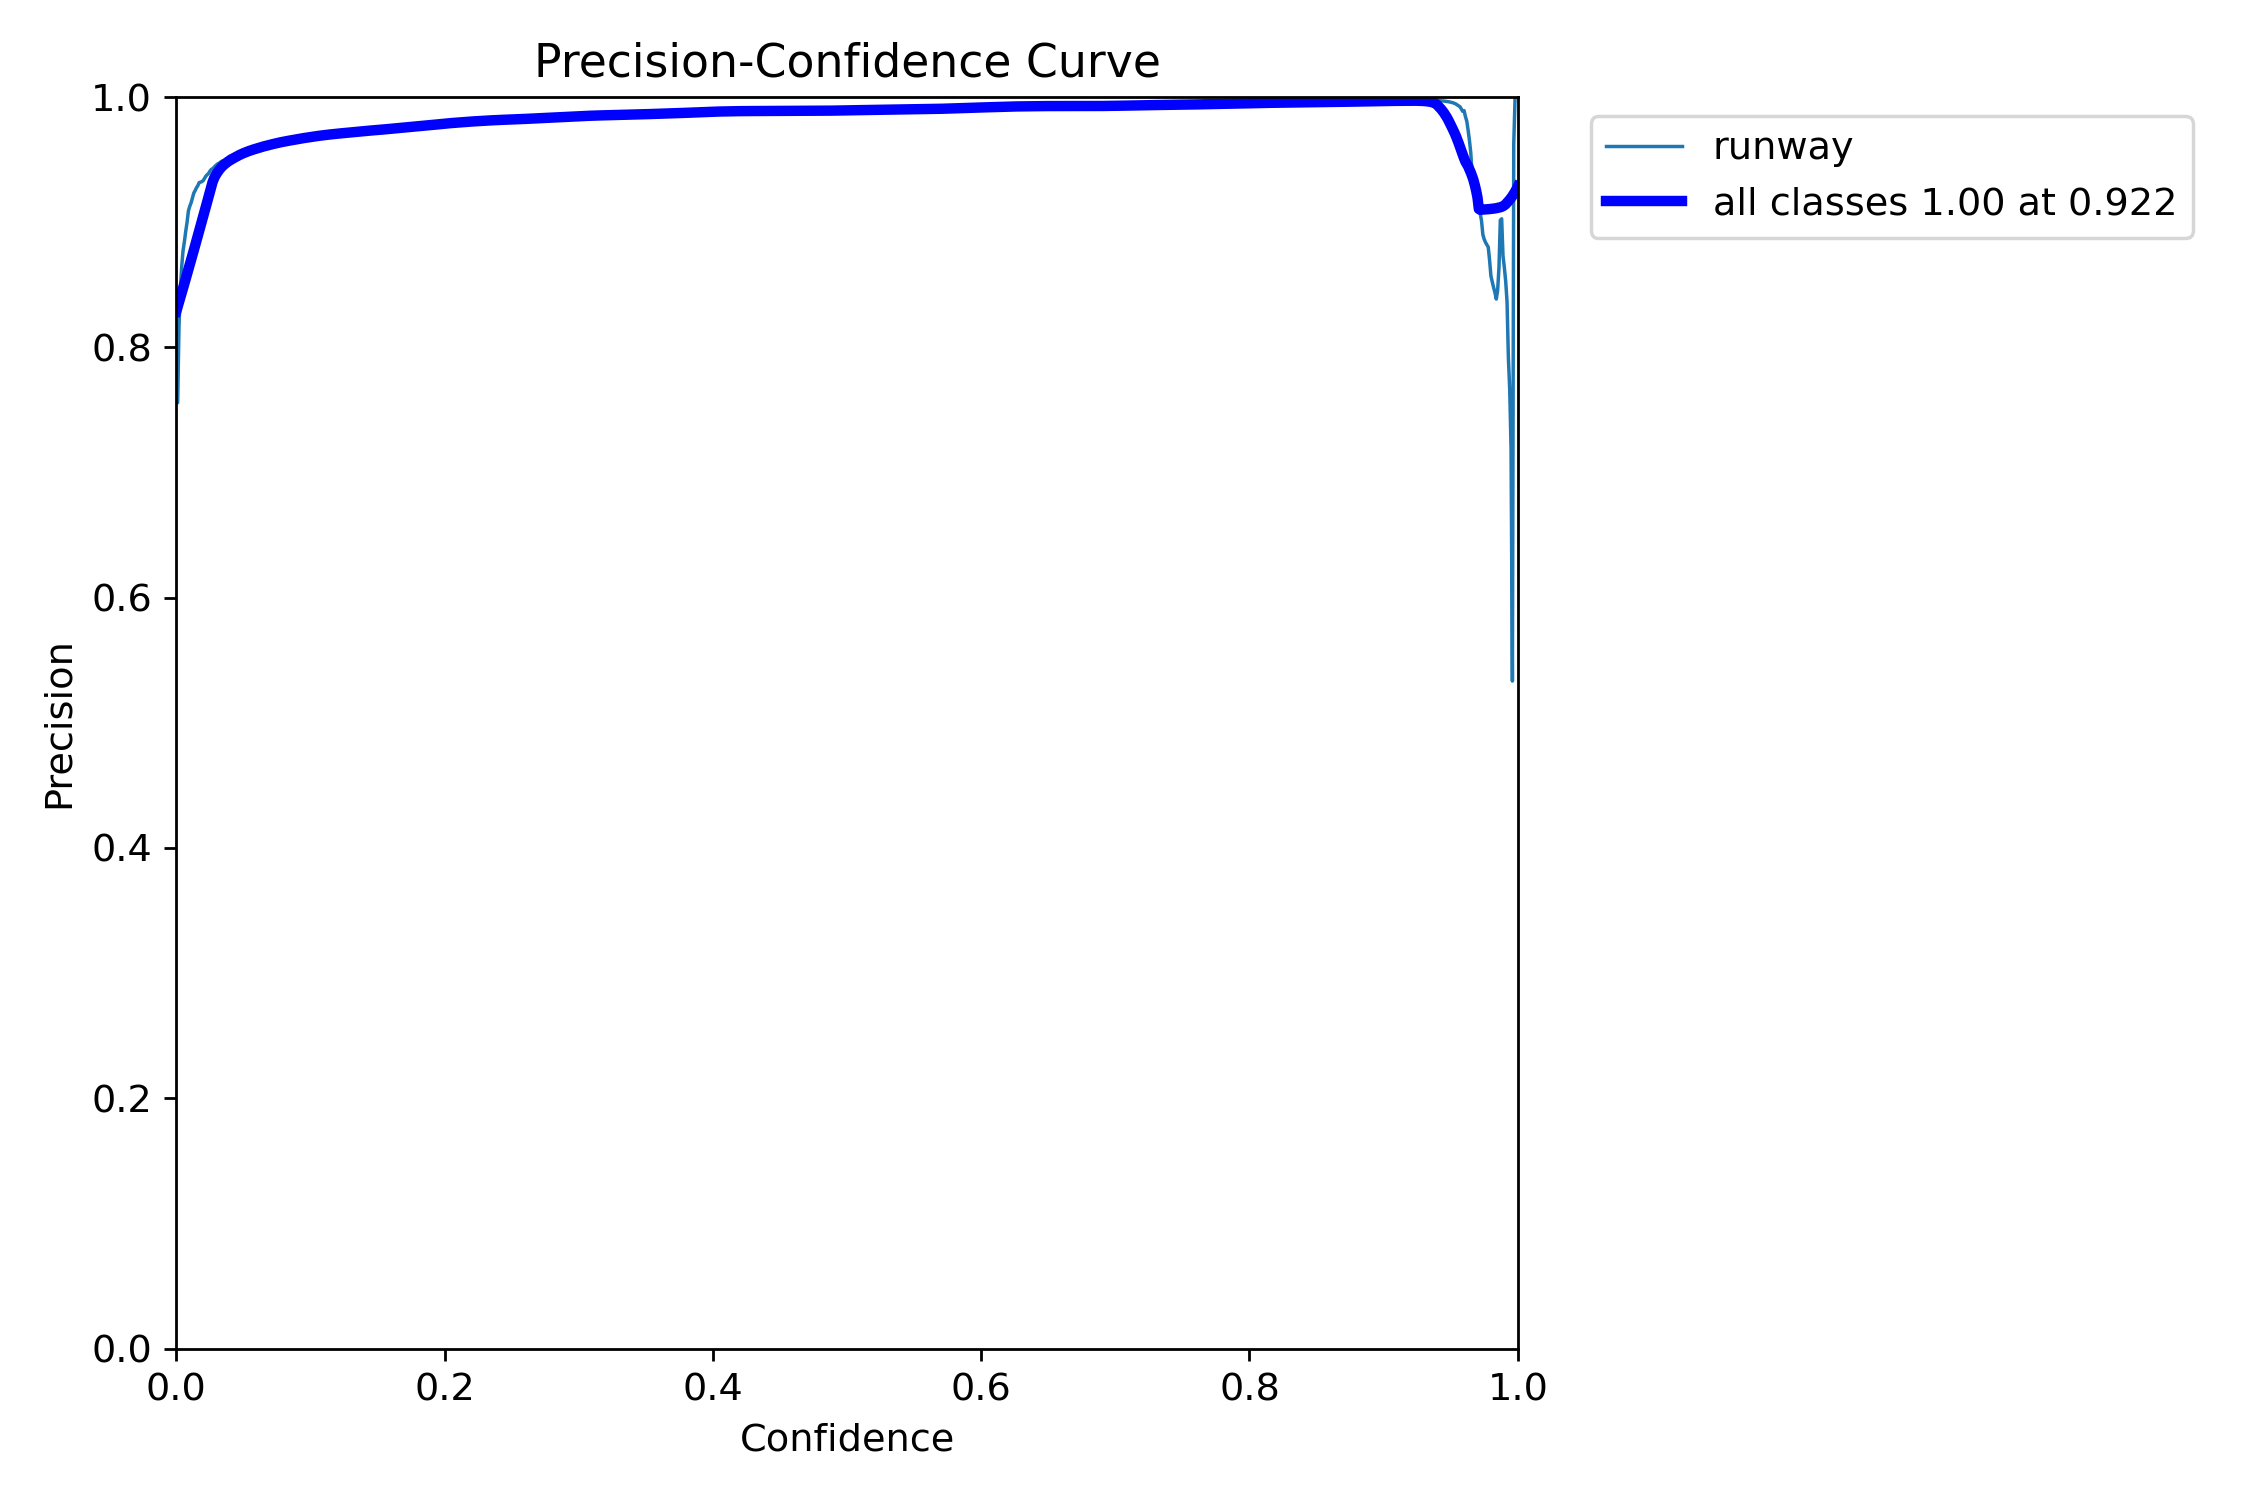 Precision-Confidence Curve
1.0
0.8
0.6
0.4
0.2
0.0
Precision
0.0 0.2 0.4 0.6 0.8 1.0
Confidence
runway
all classes 1.00 at 0.922